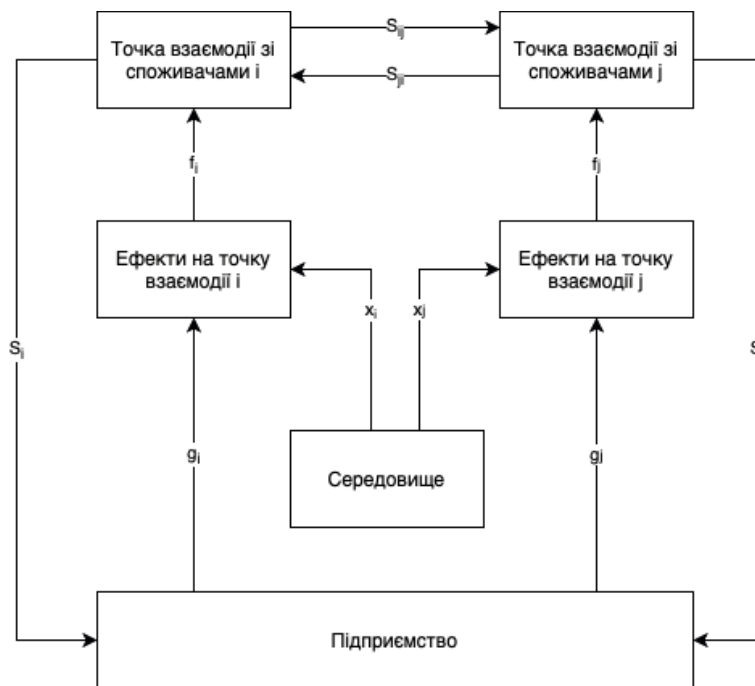 Точка взаємодії зі
споживачами i
Sij
Точка взаємодії зі
споживачами j
Sji
fi
fj
Ефекти на точку
взаємодії i
Ефекти на точку
взаємодії j
xi
xj
Si
S
gi
gj
Середовище
Підприємство